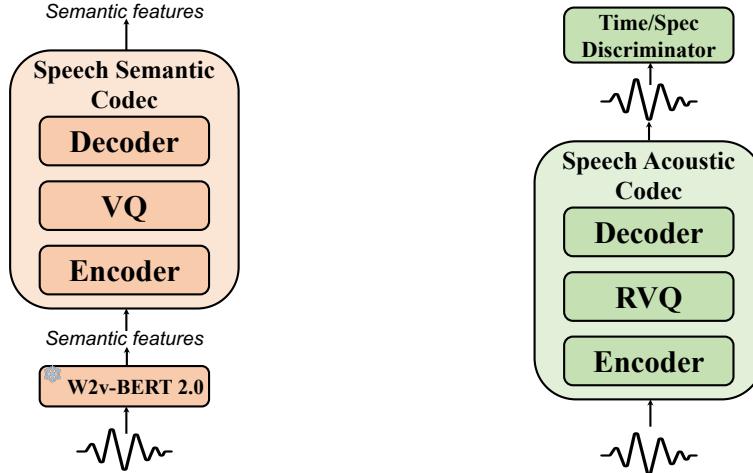 Semantic features
Speech Semantic
Codec
Decoder
VQ
Encoder
Semantic features
W2v-BERT 2.0
Time/Spec
Discriminator
Speech Acoustic
Codec
Decoder
RVQ
Encoder